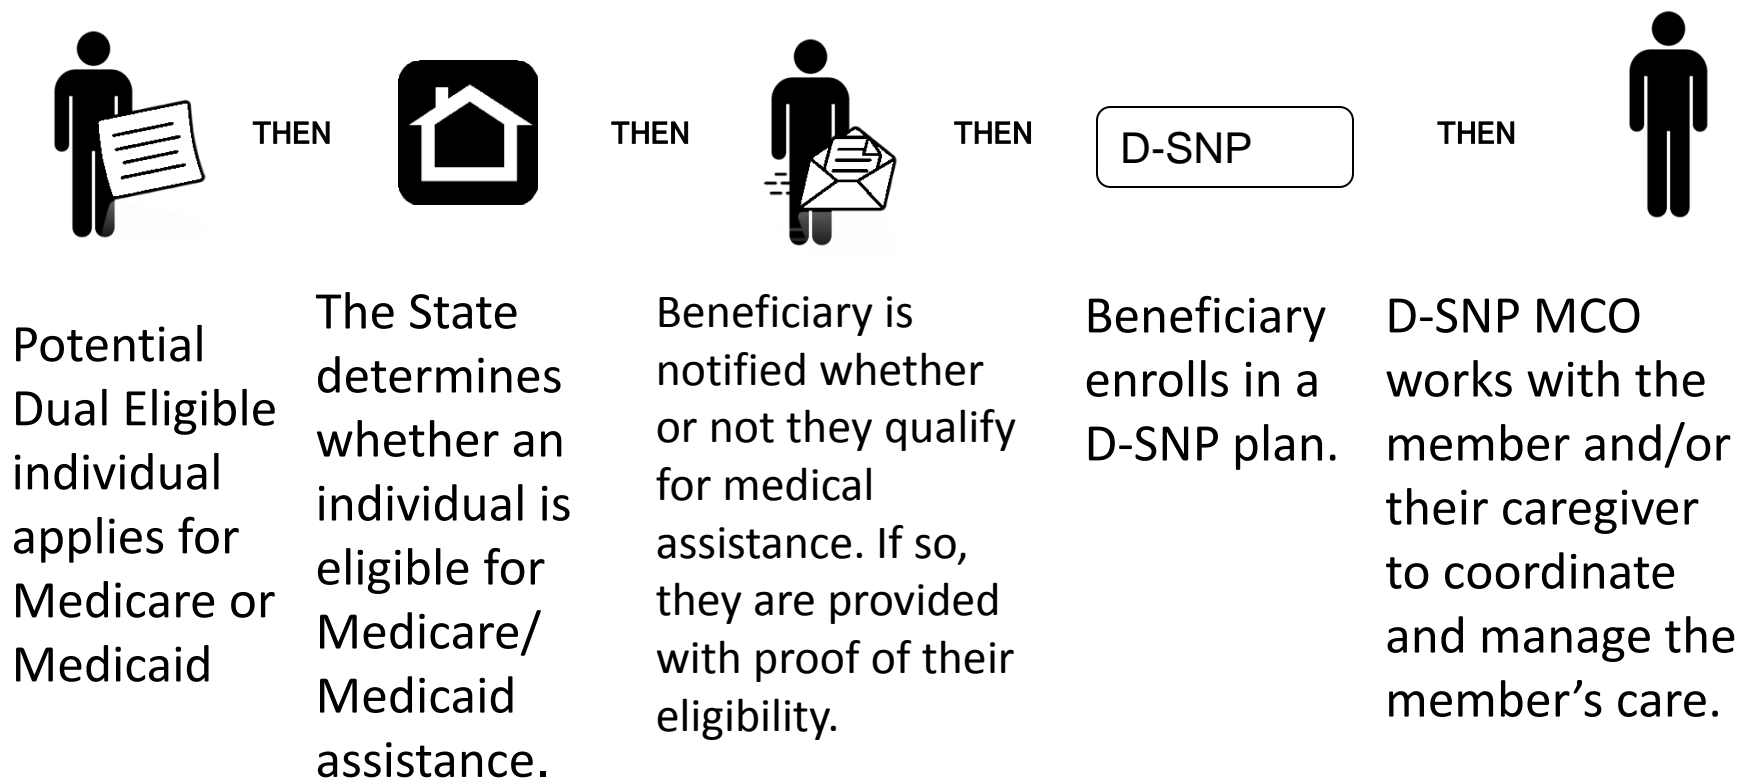 THEN
THEN
THEN
D-SNP
THEN
Potential
Dual Eligible
individual
applies for
Medicare or
Medicaid
The State
determines
whether an
individual is
eligible for
Medicare/
Medicaid
assistance.
Beneficiary is
notified whether
or not they qualify
for medical
assistance. If so,
they are provided
with proof of their
eligibility.
Beneficiary
enrolls in a
D-SNP plan.
D-SNP MCO
works with the
member and/or
their caregiver
to coordinate
and manage the
member’s care.